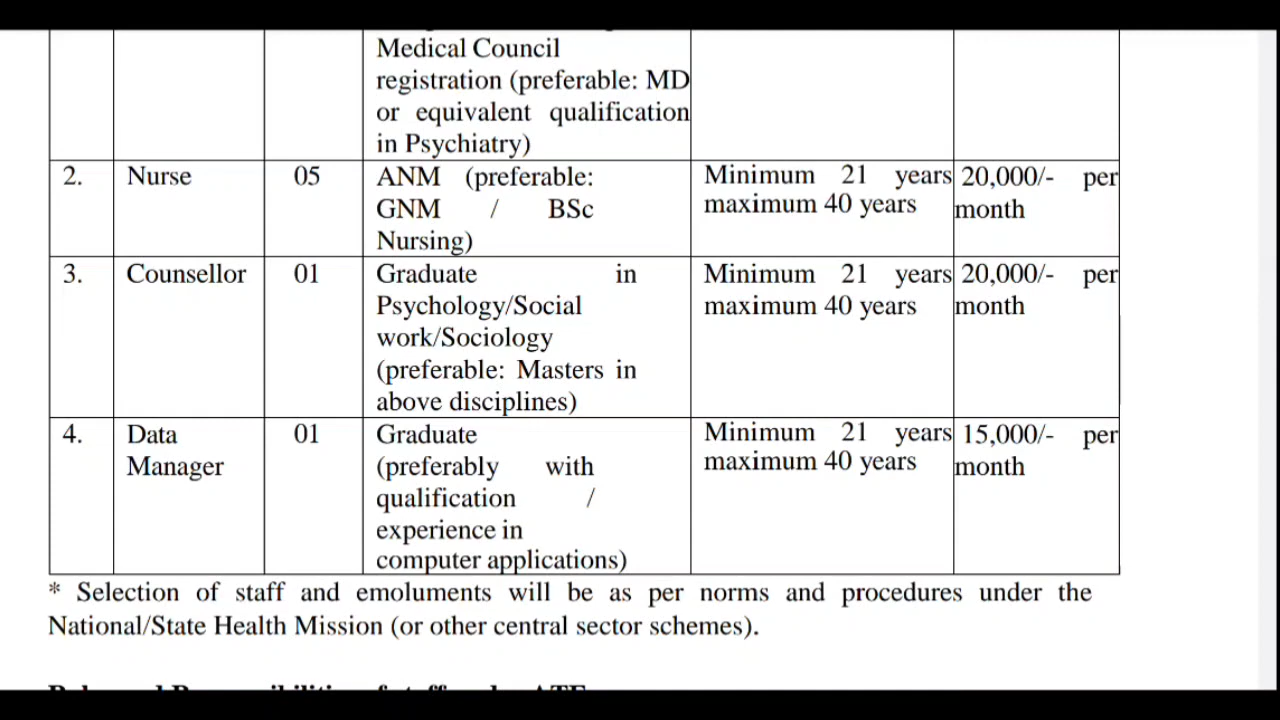 Medical Council
registration (preferable: MD
or equivalent qualification
in Psychiatry)
2. Nurse 05 ANM (preferable: Minimum 21 years 20,000/- per
GNM / BSc maximum 40 years month
Nursing)
3. Counsellor 01 Graduate in Minimum 21 years 20,000/- per
Psychology/Social maximum 40 years month
work/Sociology
(preferable: Masters in
above disciplines)
4. Data 01 Graduate Minimum 21 years 15,000/- per
Manager (preferably with maximum 40 years month
qualification /
experience in
computer applications)
* Selection of staff and emoluments will be as per norms and procedures under the
National/State Health Mission (or other central sector schemes).